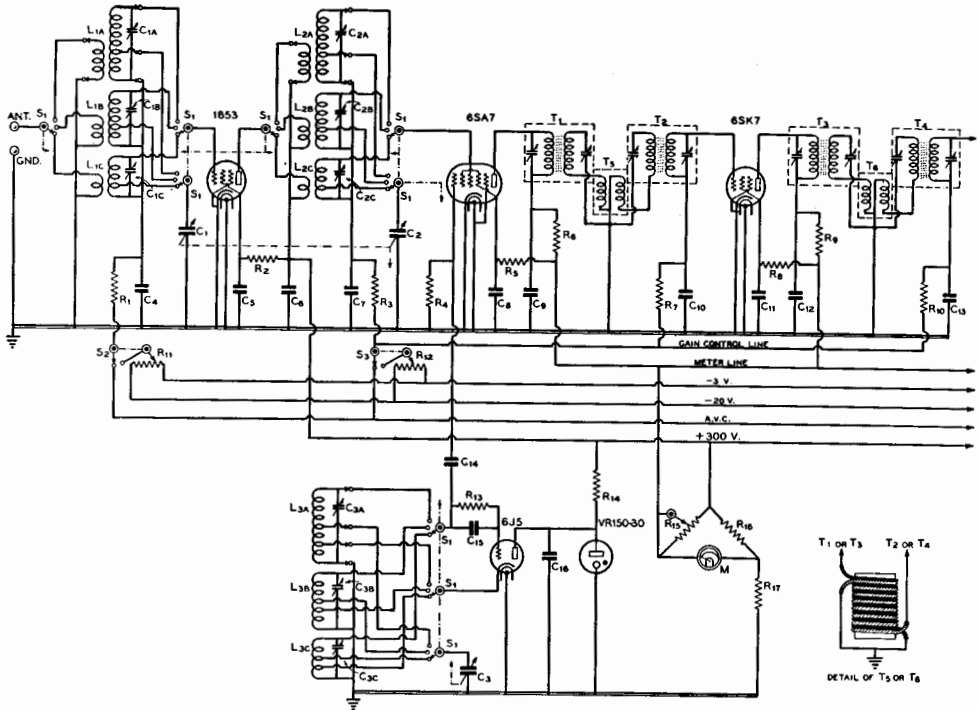 L1A
C1A
L2A
C2A
L1B
C1B
L2B
C2B
L1C
C1C
L2C
C2C
ANT.
GND.
S1
S1
S1
1853
S1
S1
S1
6SA7
T1
T2
T5
6SK7
T3
T4
T6
C1
C2
R1
C4
C5
R2
C6
C7
R3
R4
R5
C8
C9
R6
R7
C10
C11
R8
C12
R9
R10
C13
S2
R11
S3
R12
GAIN CONTROL LINE
METER LINE
-3 V.
-20 V.
A.V.C.
+300 V.
C14
R13
C15
6J5
R14
VR150-30
C16
L3A
C3A
L3B
C3B
L3C
C3C
S1
S1
S1
C3
R15
R16
M
R17
T1 OR T3
T2 OR T4
DETAIL OF T5 OR T6